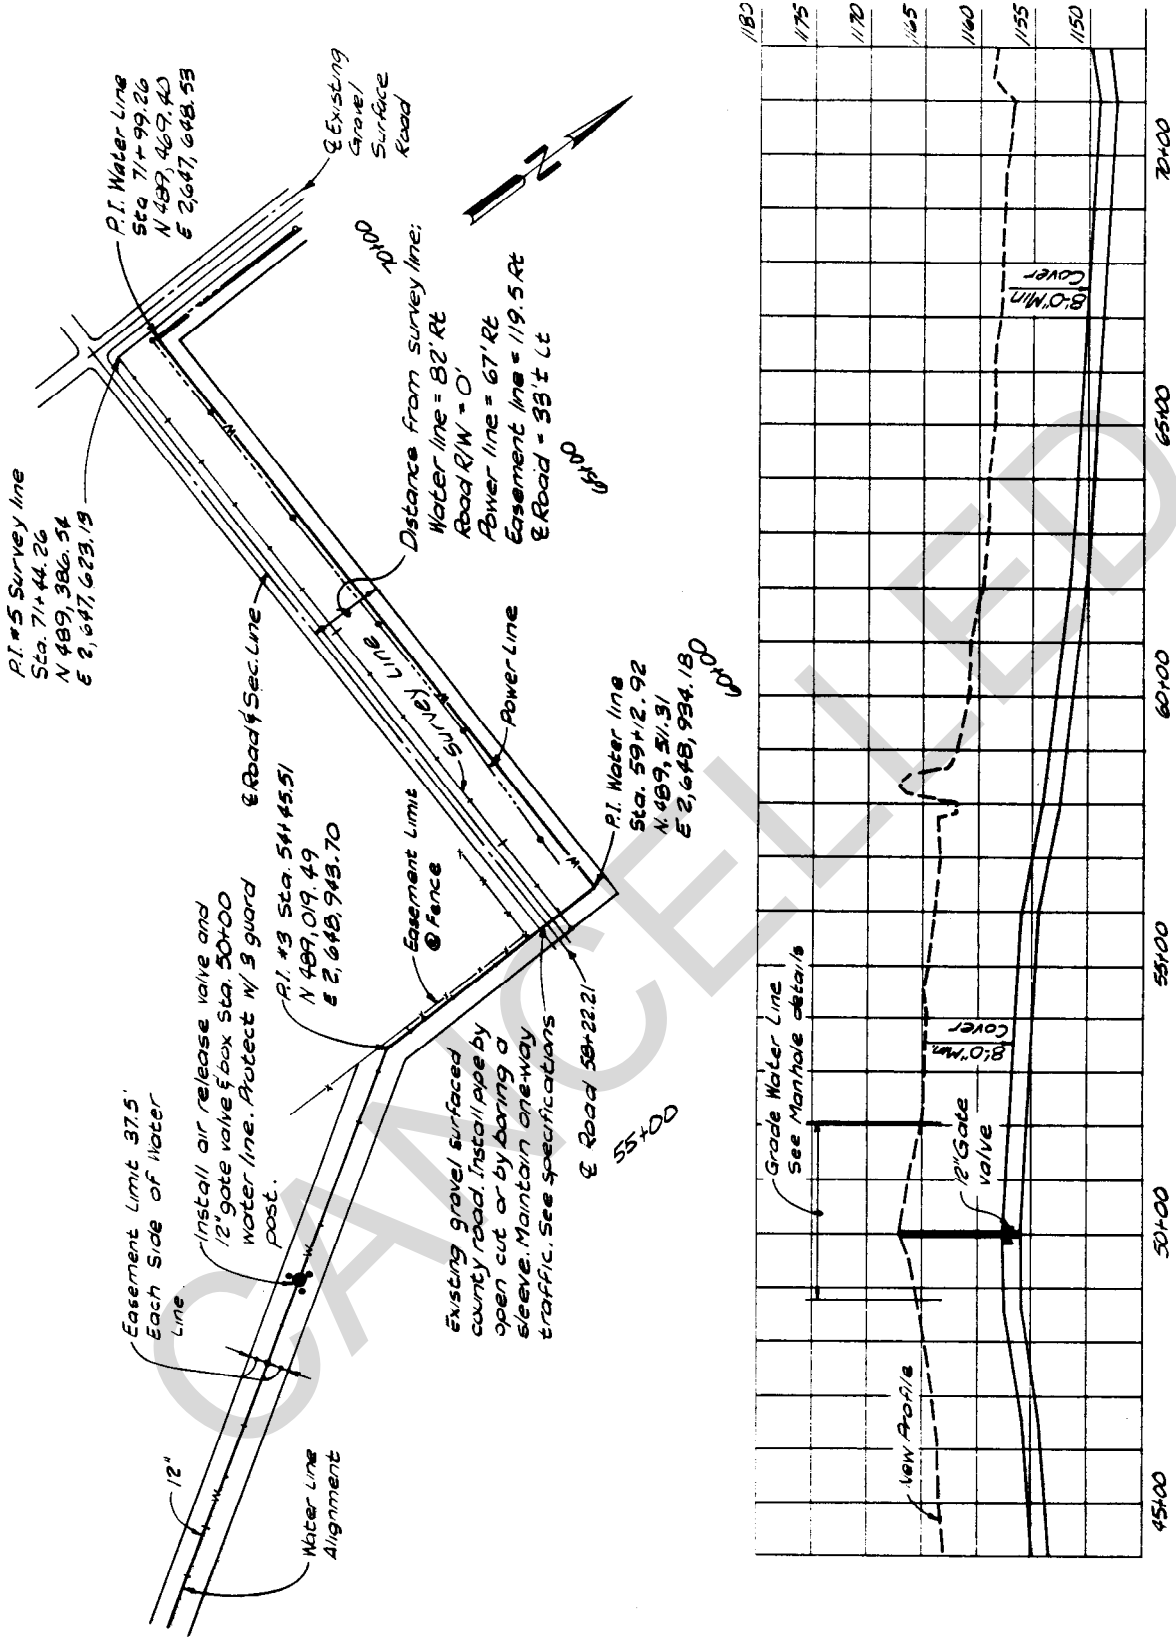 P.I. #5 Survey line
Sta. 71+44.26
N 489,386.54
E 2,647,623.13
P.I. Water Line
Sta 71+99.26
N 489,469.40
E 2,647,648.53
℄ Existing
Gravel
Surface
Road
N
℄ Road & Sec. Line
Survey Line
W
W
W
Distance from survey line:
Water line = 82' Rt
Road R/W = 0'
Power line = 67' Rt
Easement line = 119.5 Rt
℄ Road = 33'± Lt
70+00
65+00
60+00
55+00
Power Line
P.I. Water line
Sta. 59+12.92
N. 489,511.31
E 2,648,934.18
Easement Limit
@ Fence
P.I. #3 Sta. 54+45.51
N 489,019.49
E 2,648,943.70
Install air release valve and
12" gate valve & box Sta. 50+00
water line. Protect w/ 3 guard
post.
Easement Limit 37.5'
Each Side of Water
Line
12"
W
W
Water Line
Alignment
Existing gravel surfaced
county road. Install pipe by
open cut or by boring a
sleeve. Maintain one-way
traffic. See specifications
℄ Road 58+22.21
CANCELLED
1180
1175
1170
1165
1160
1155
1150
New Profile
Grade Water Line
See Manhole details
12" Gate
valve
8'-0" Min.
Cover
8'-0" Min
Cover
45+00
50+00
55+00
60+00
65+00
70+00